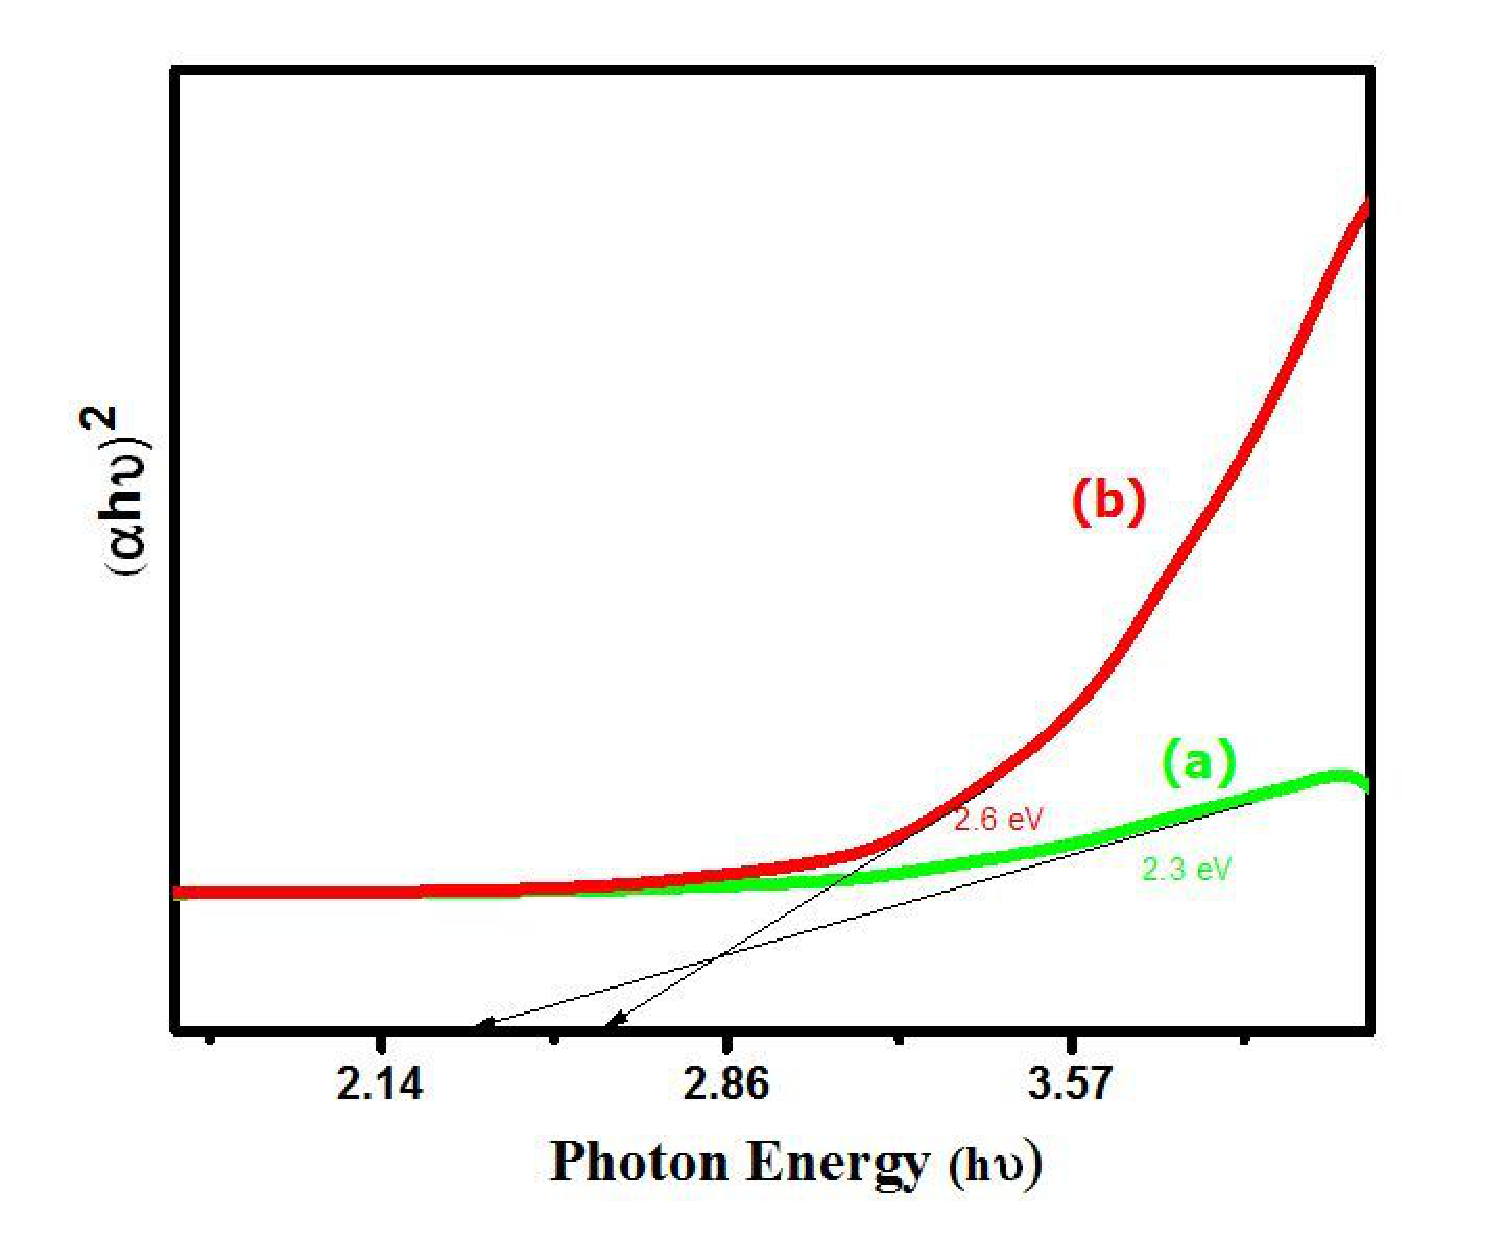 (αhυ)²
(b)
(a)
2.6 eV
2.3 eV
2.14 2.86 3.57
Photon Energy (hυ)